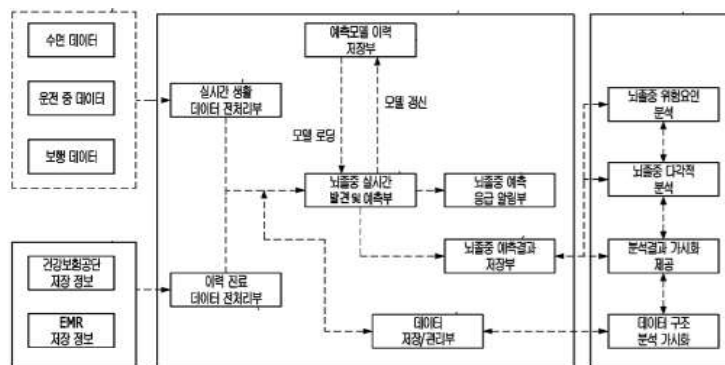 수면 데이터
운전 중 데이터
보행 데이터
건강보험공단
저장 정보
EMR
저장 정보
실시간 생활
데이터 전처리부
이력 진료
데이터 전처리부
예측모델 이력
저장부
모델 로딩
모델 갱신
뇌졸중 실시간
발견 및 예측부
뇌졸중 예측
응급 알림부
뇌졸중 예측결과
저장부
데이터
저장/관리부
뇌졸중 위험요인
분석
뇌졸중 다각적
분석
분석결과 가시화
제공
데이터 구조
분석 가시화